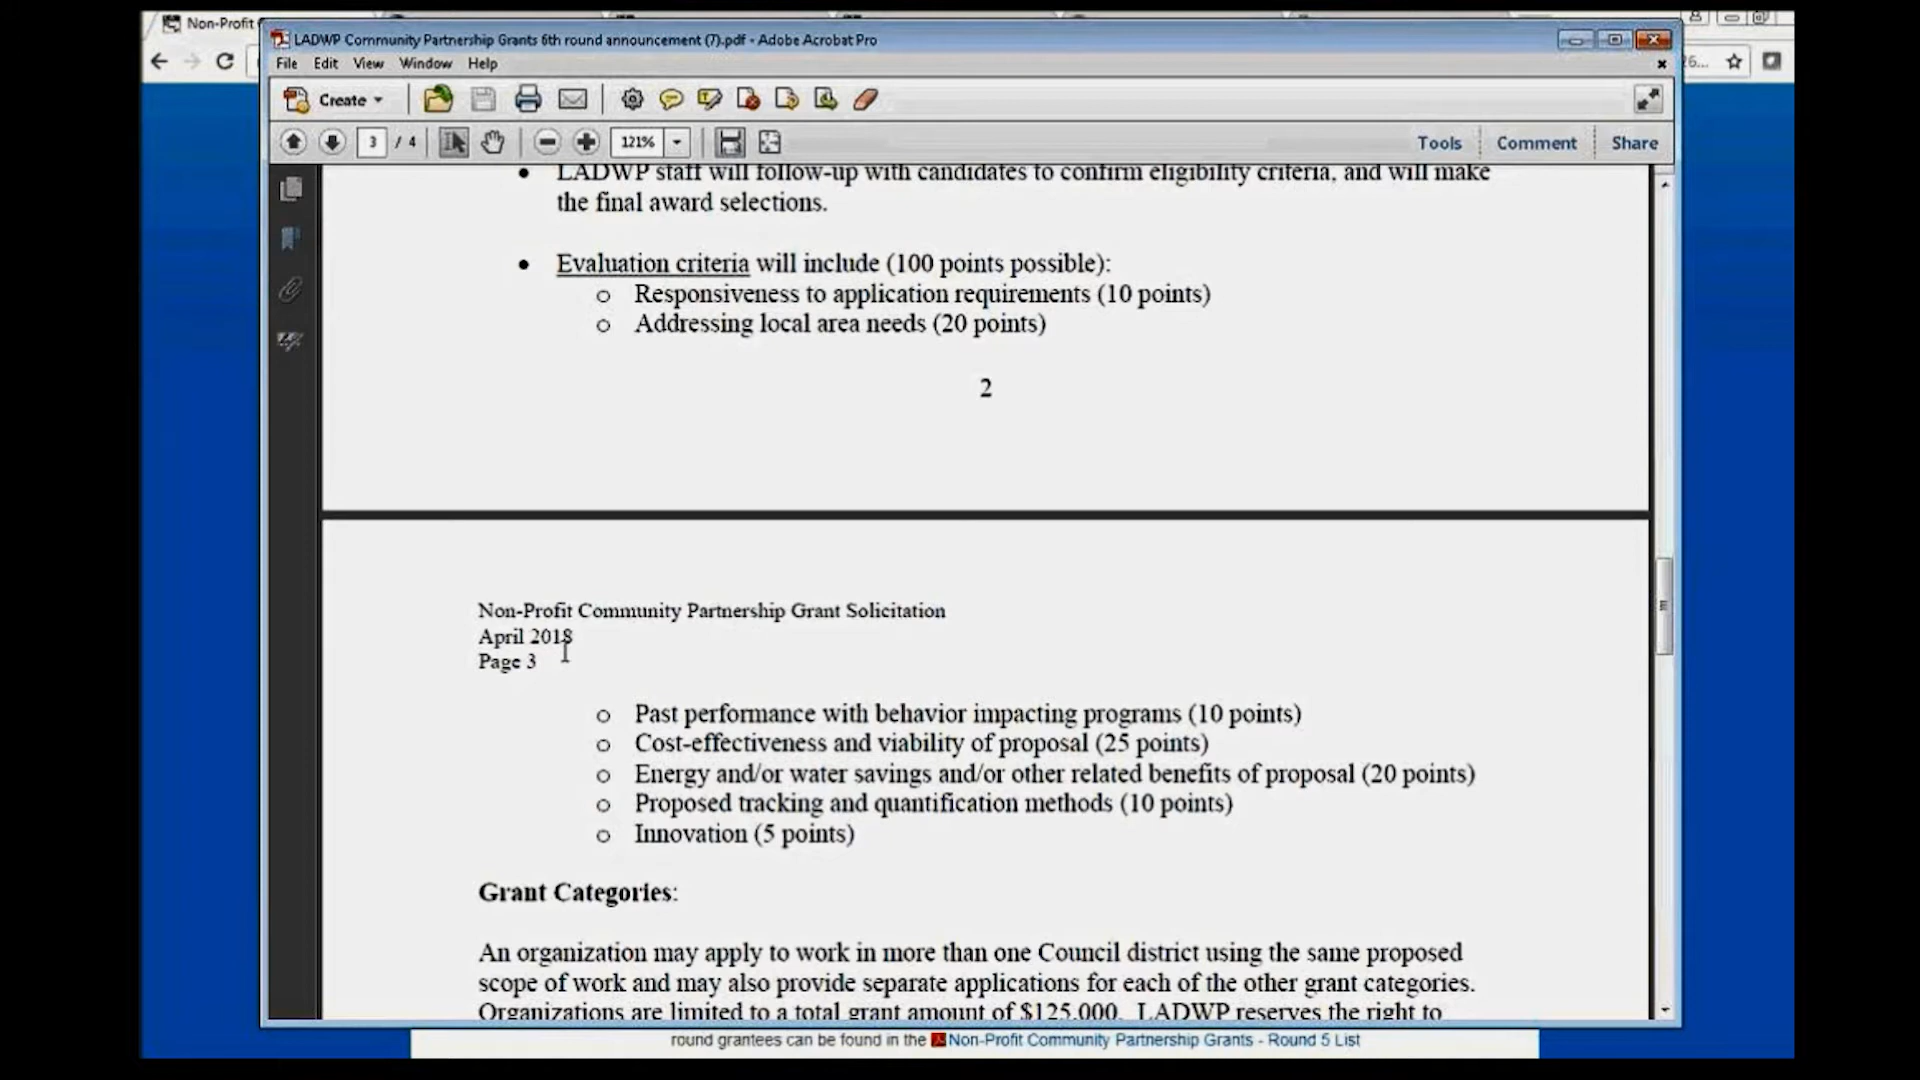 Non-Profit
LADWP Community Partnership Grants 6th round announcement (7).pdf - Adobe Acrobat Pro
File Edit View Window Help
Create
3 / 4 121% Tools Comment Share
LADWP staff will follow-up with candidates to confirm eligibility criteria, and will make
the final award selections.
Evaluation criteria will include (100 points possible):
Responsiveness to application requirements (10 points)
Addressing local area needs (20 points)
2
Non-Profit Community Partnership Grant Solicitation
April 2018
Page 3
Past performance with behavior impacting programs (10 points)
Cost-effectiveness and viability of proposal (25 points)
Energy and/or water savings and/or other related benefits of proposal (20 points)
Proposed tracking and quantification methods (10 points)
Innovation (5 points)
Grant Categories:
An organization may apply to work in more than one Council district using the same proposed
scope of work and may also provide separate applications for each of the other grant categories.
Organizations are limited to a total grant amount of $125,000. LADWP reserves the right to
round grantees can be found in the Non-Profit Community Partnership Grants - Round 5 List